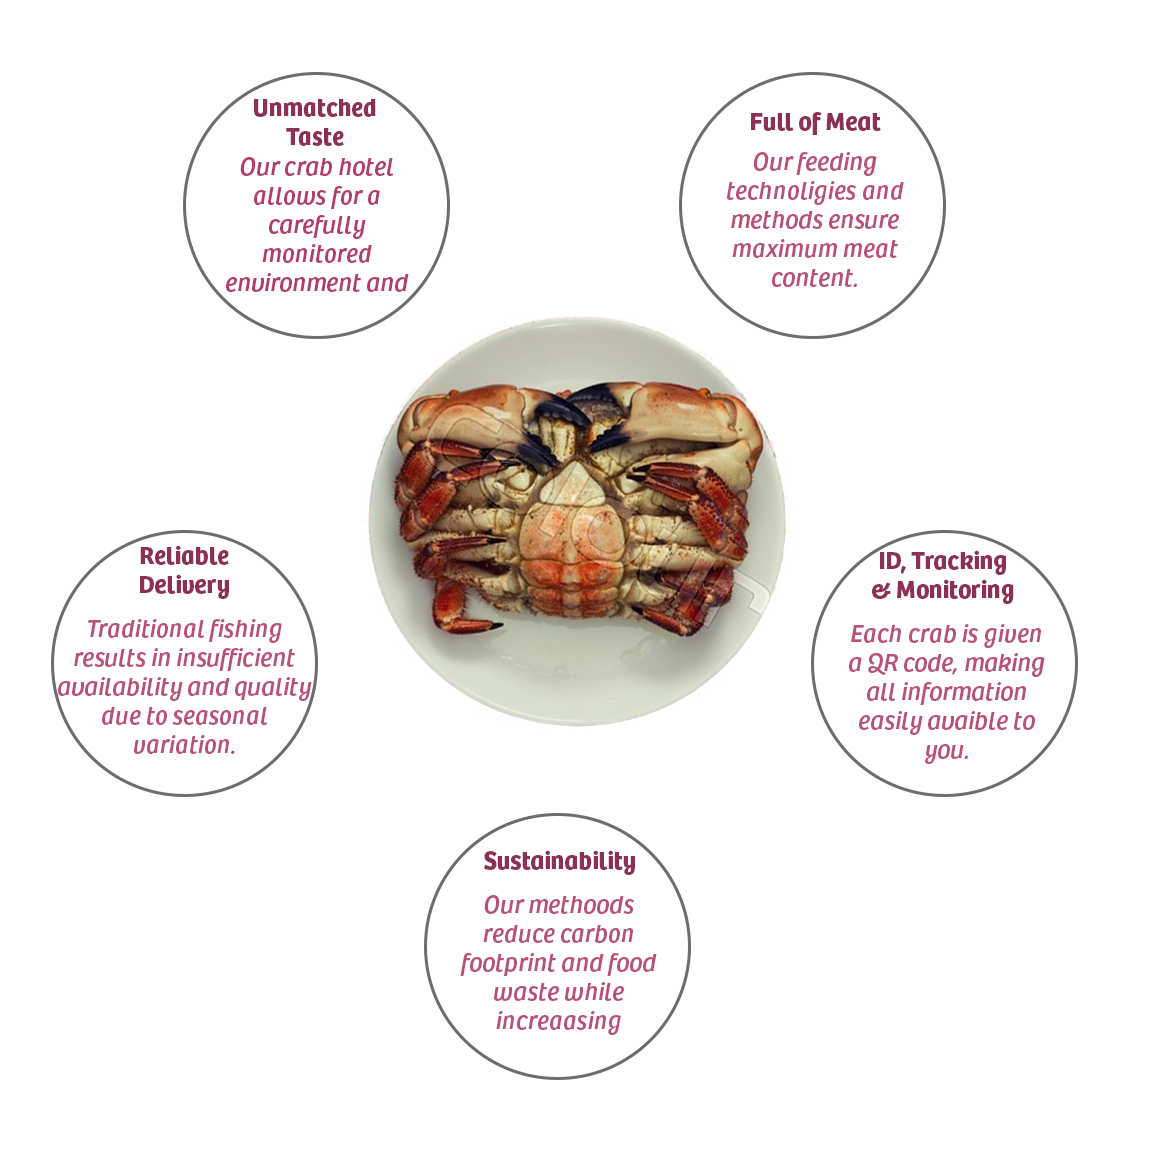 Unmatched
Taste
Our crab hotel
allows for a
carefully
monitored
environment and
Full of Meat
Our feeding
technoligies and
methods ensure
maximum meat
content.
Reliable
Delivery
Traditional fishing
results in insufficient
availability and quality
due to seasonal
variation.
ID, Tracking
& Monitoring
Each crab is given
a QR code, making
all information
easily avaible to
you.
Sustainability
Our methoods
reduce carbon
footprint and food
waste while
increaasing